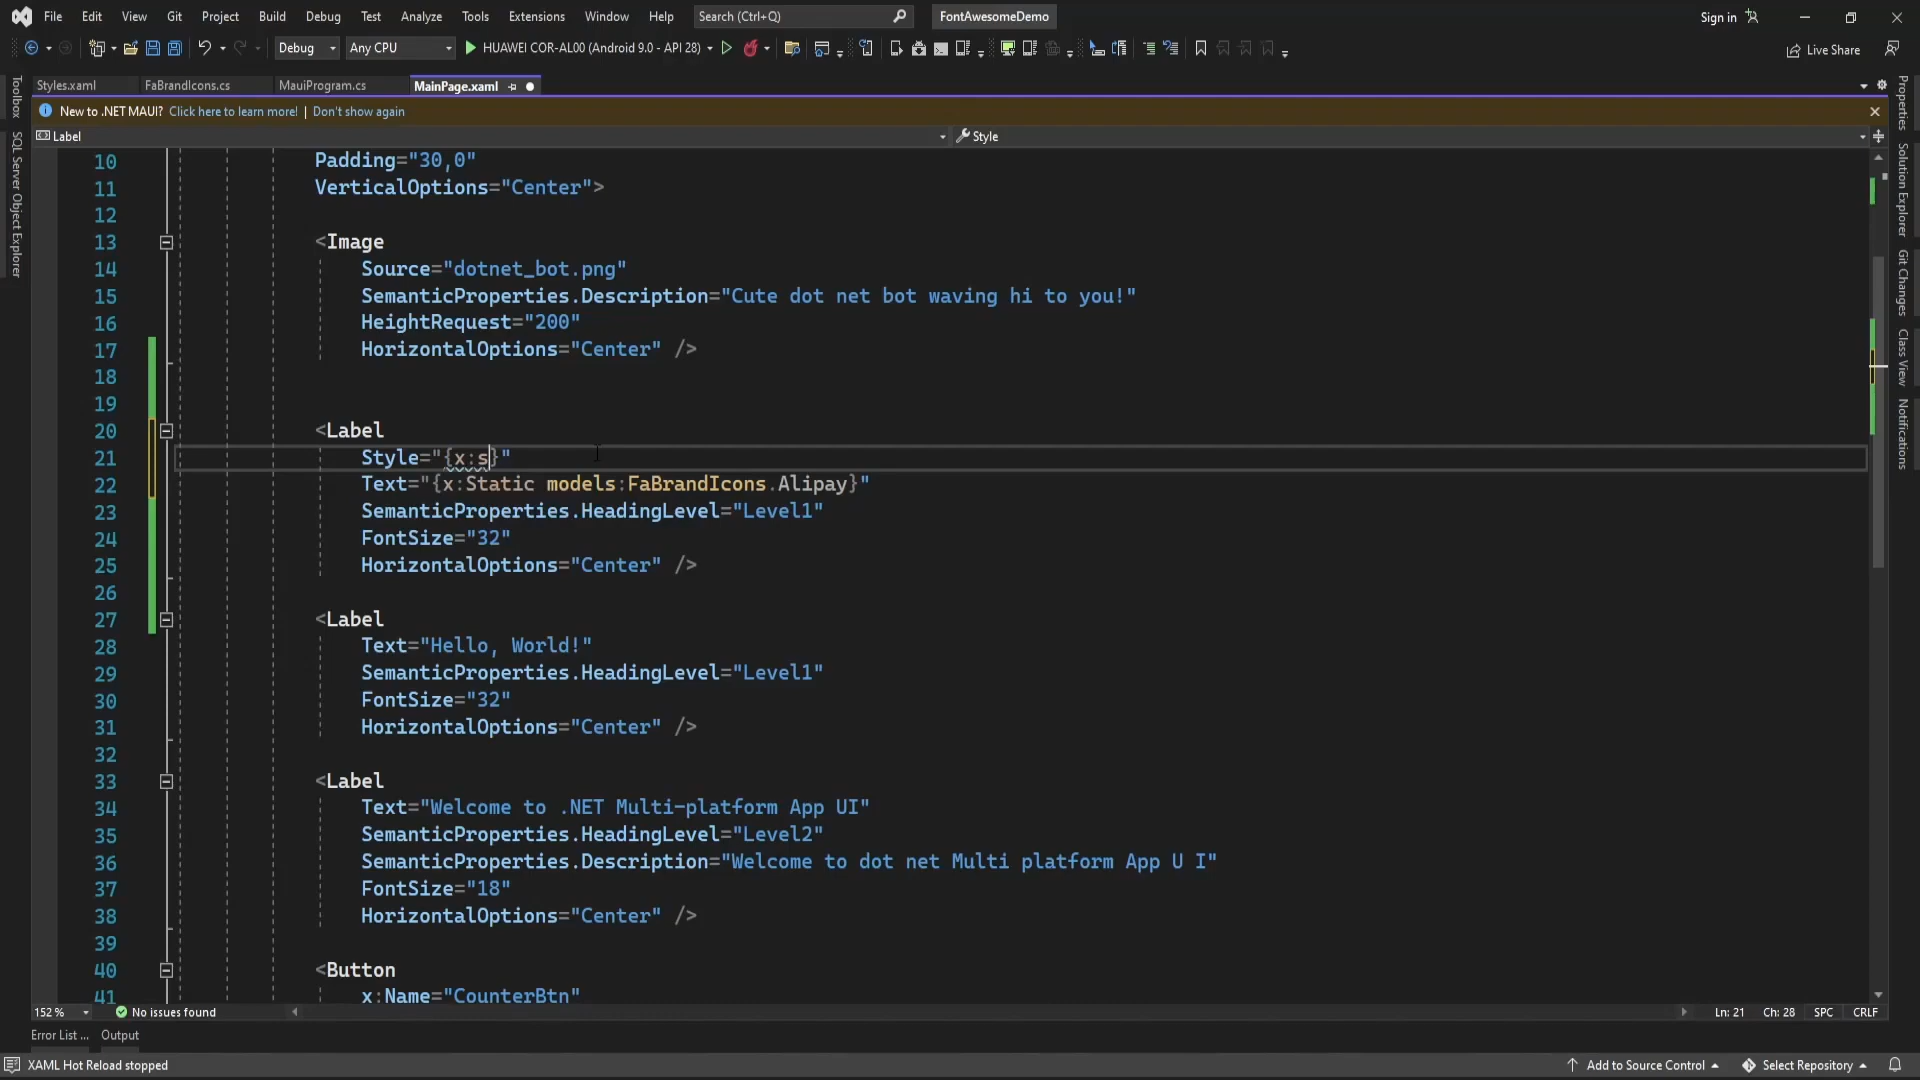 File Edit View Git Project Build Debug Test Analyze Tools Extensions Window Help Search (Ctrl+Q) FontAwesomeDemo Sign in
Debug Any CPU HUAWEI COR-AL00 (Android 9.0 - API 28) Live Share
Styles.xaml FaBrandIcons.cs MauiProgram.cs MainPage.xaml
New to .NET MAUI? Click here to learn more! | Don't show again
Label Style
Toolbox
SQL Server Object Explorer
10 Padding="30,0"
11 VerticalOptions="Center">
12
13 <Image
14 Source="dotnet_bot.png"
15 SemanticProperties.Description="Cute dot net bot waving hi to you!"
16 HeightRequest="200"
17 HorizontalOptions="Center" />
18
19
20 <Label
21 Style="{x:s}"
22 Text="{x:Static models:FaBrandIcons.Alipay}"
23 SemanticProperties.HeadingLevel="Level1"
24 FontSize="32"
25 HorizontalOptions="Center" />
26
27 <Label
28 Text="Hello, World!"
29 SemanticProperties.HeadingLevel="Level1"
30 FontSize="32"
31 HorizontalOptions="Center" />
32
33 <Label
34 Text="Welcome to .NET Multi-platform App UI"
35 SemanticProperties.HeadingLevel="Level2"
36 SemanticProperties.Description="Welcome to dot net Multi platform App U I"
37 FontSize="18"
38 HorizontalOptions="Center" />
39
40 <Button
41 x:Name="CounterBtn"
Properties
Solution Explorer
Git Changes
Class View
Notifications
152 % No issues found Ln: 21 Ch: 28 SPC CRLF
Error List ... Output
XAML Hot Reload stopped Add to Source Control Select Repository